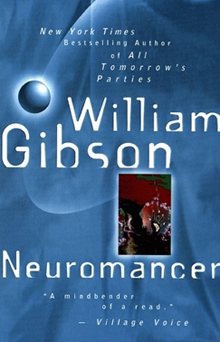 New York Times
Bestselling Author
of All
Tomorrow's
Parties
William
Gibson
Neuromancer
"A mindbender
of a read."
— Village Voice